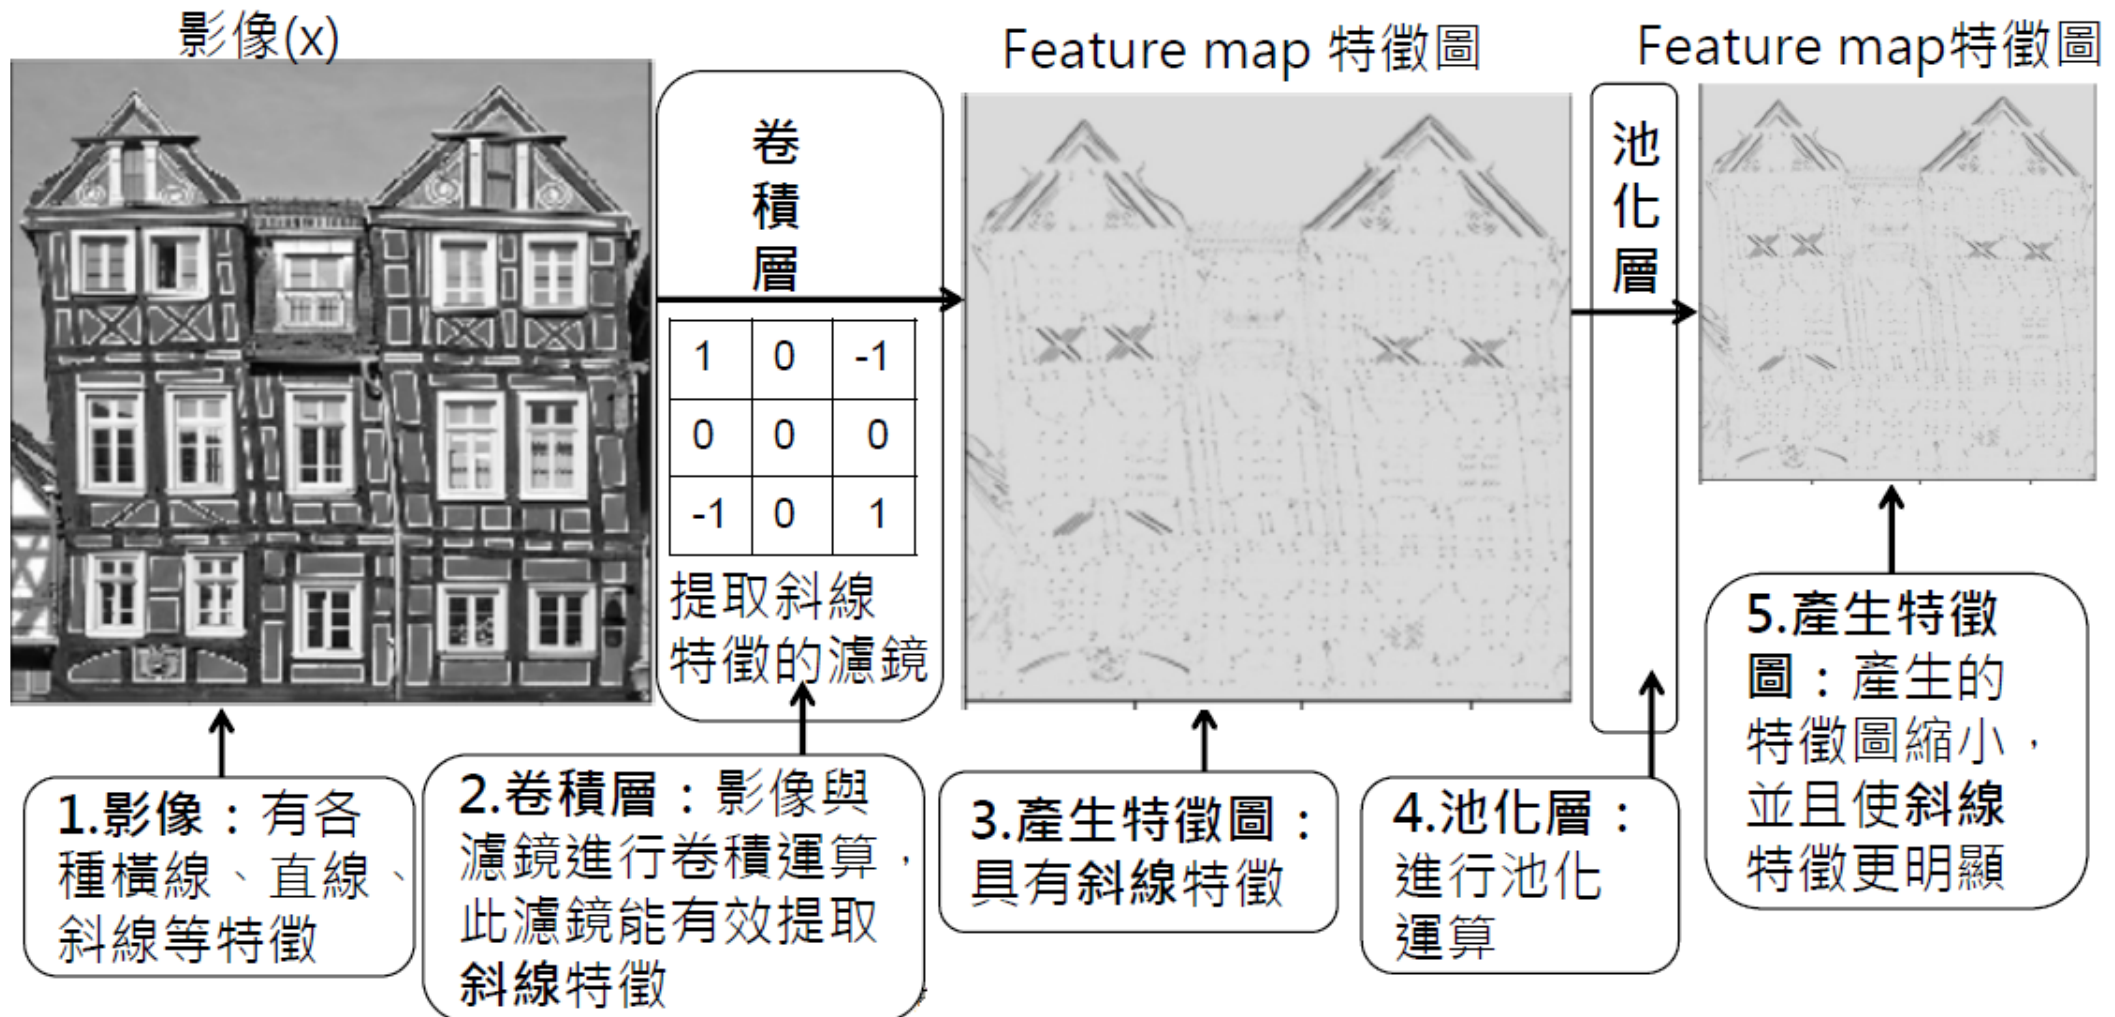 影像(x)
Feature map 特徵圖
Feature map特徵圖
卷
積
層
1 0 -1
0 0 0
-1 0 1
提取斜線
特徵的濾鏡
池
化
層
1.影像：有各
種橫線、直線、
斜線等特徵
2.卷積層：影像與
濾鏡進行卷積運算，
此濾鏡能有效提取
斜線特徵
3.產生特徵圖：
具有斜線特徵
4.池化層：
進行池化
運算
5.產生特徵
圖：產生的
特徵圖縮小，
並且使斜線
特徵更明顯